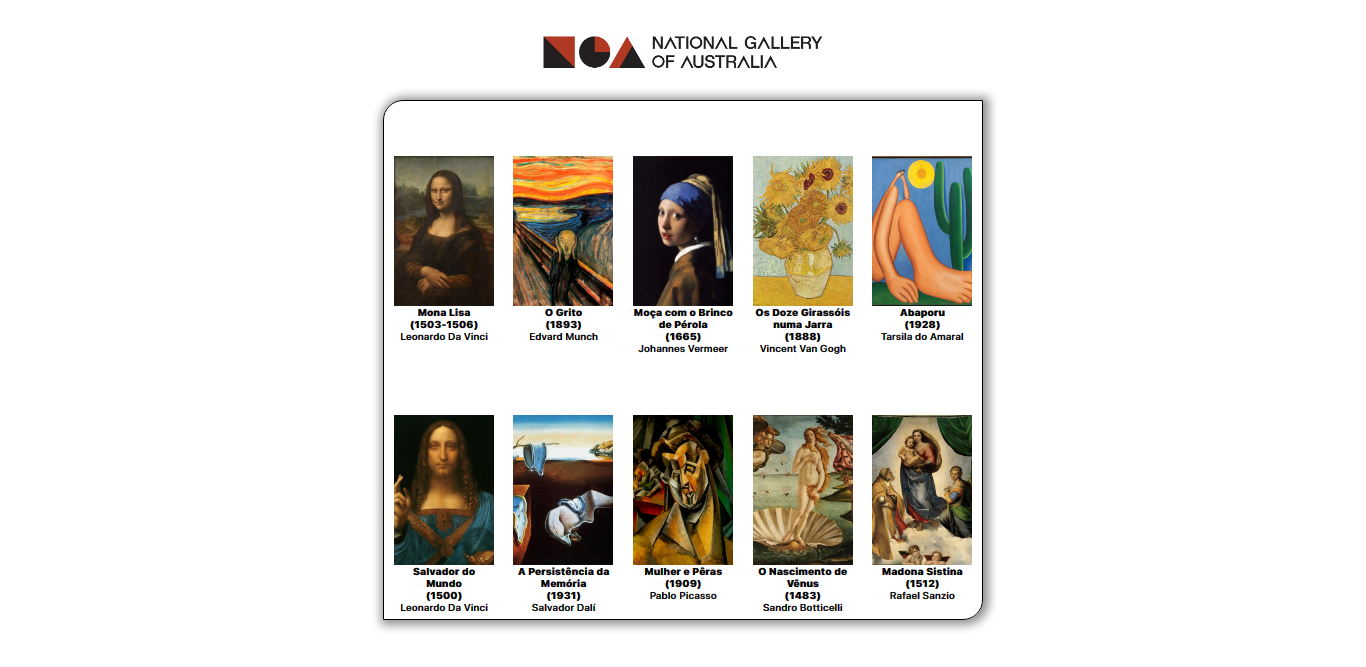 NGA NATIONAL GALLERY
OF AUSTRALIA
Mona Lisa
(1503-1506)
Leonardo Da Vinci
O Grito
(1893)
Edvard Munch
Moça com o Brinco
de Pérola
(1665)
Johannes Vermeer
Os Doze Girassóis
numa Jarra
(1888)
Vincent Van Gogh
Abaporu
(1928)
Tarsila do Amaral
Salvador do
Mundo
(1500)
Leonardo Da Vinci
A Persistência da
Memória
(1931)
Salvador Dalí
Mulher e Pêras
(1909)
Pablo Picasso
O Nascimento de
Vênus
(1483)
Sandro Botticelli
Madona Sistina
(1512)
Rafael Sanzio